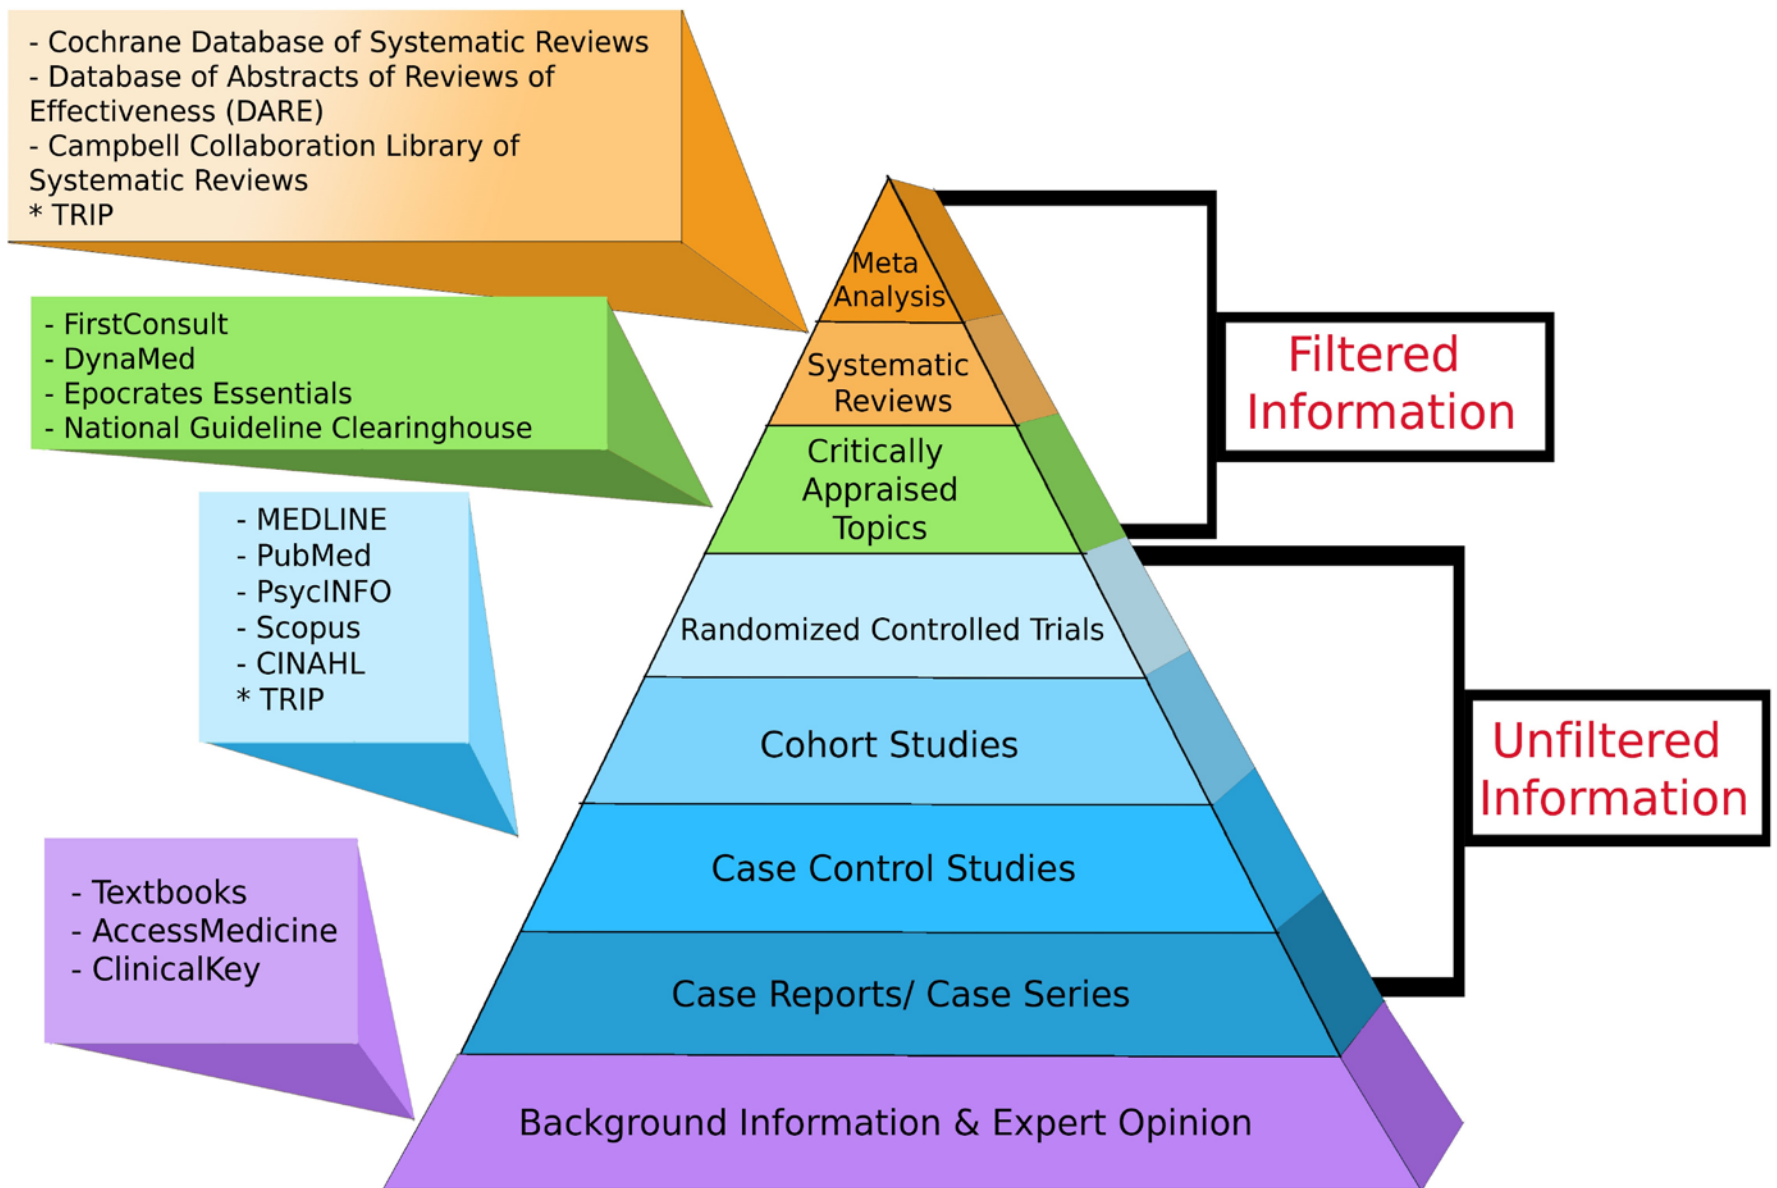 - Cochrane Database of Systematic Reviews
- Database of Abstracts of Reviews of
Effectiveness (DARE)
- Campbell Collaboration Library of
Systematic Reviews
* TRIP
- FirstConsult
- DynaMed
- Epocrates Essentials
- National Guideline Clearinghouse
- MEDLINE
- PubMed
- PsycINFO
- Scopus
- CINAHL
* TRIP
- Textbooks
- AccessMedicine
- ClinicalKey
Meta
Analysis
Systematic
Reviews
Critically
Appraised
Topics
Randomized Controlled Trials
Cohort Studies
Case Control Studies
Case Reports/ Case Series
Background Information & Expert Opinion
Filtered
Information
Unfiltered
Information